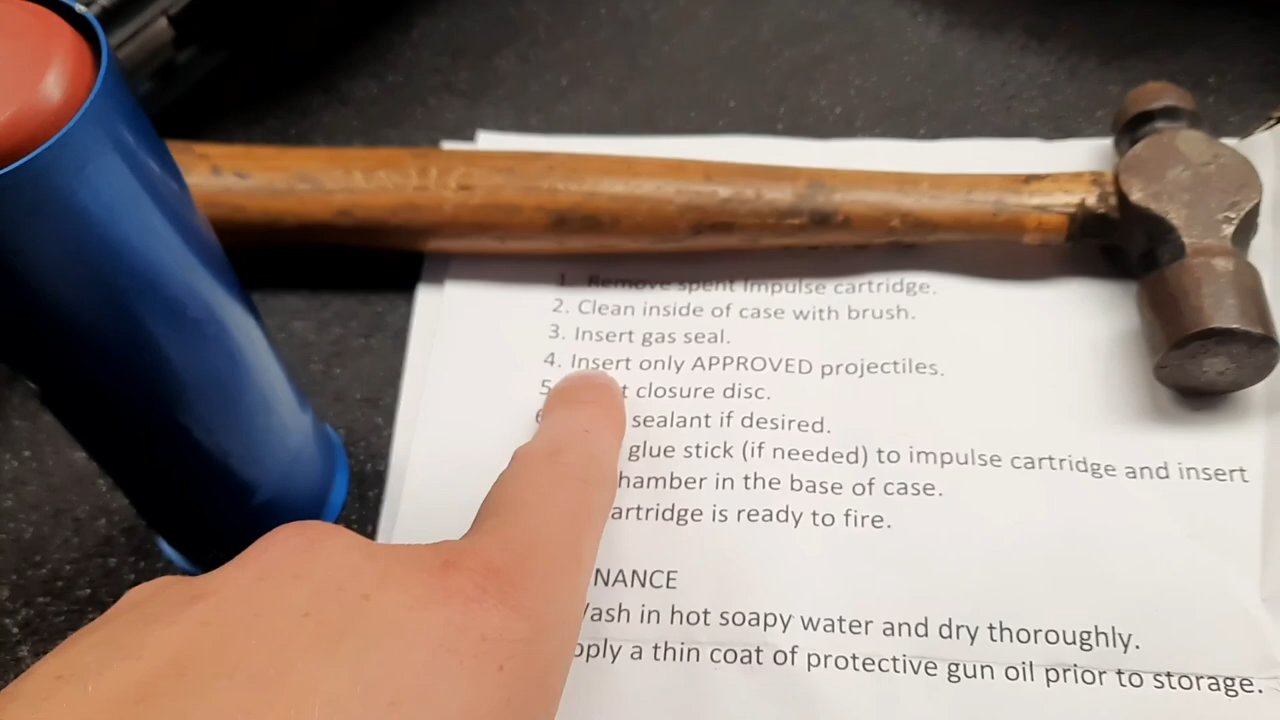 1. Remove spent Impulse cartridge.
2. Clean inside of case with brush.
3. Insert gas seal.
4. Insert only APPROVED projectiles.
5 t closure disc.
6 sealant if desired.
glue stick (if needed) to impulse cartridge and insert
hamber in the base of case.
artridge is ready to fire.
NANCE
ash in hot soapy water and dry thoroughly.
pply a thin coat of protective gun oil prior to storage.